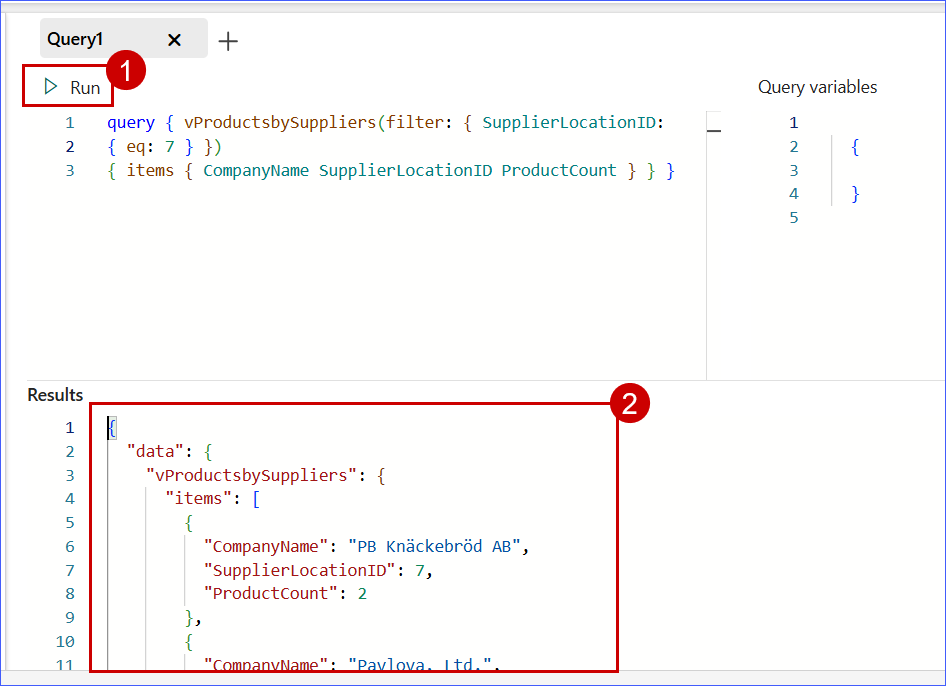 Query1 ✕ +
Run 1
Query variables
1 query { vProductsbySuppliers(filter: { SupplierLocationID:
2 { eq: 7 } })
3 { items { CompanyName SupplierLocationID ProductCount } } }
1
2 {
3
4 }
5
Results
2
1 {
2 "data": {
3 "vProductsbySuppliers": {
4 "items": [
5 {
6 "CompanyName": "PB Knäckebröd AB",
7 "SupplierLocationID": 7,
8 "ProductCount": 2
9 },
10 {
11 "CompanyName": "Pavlova, Ltd.",